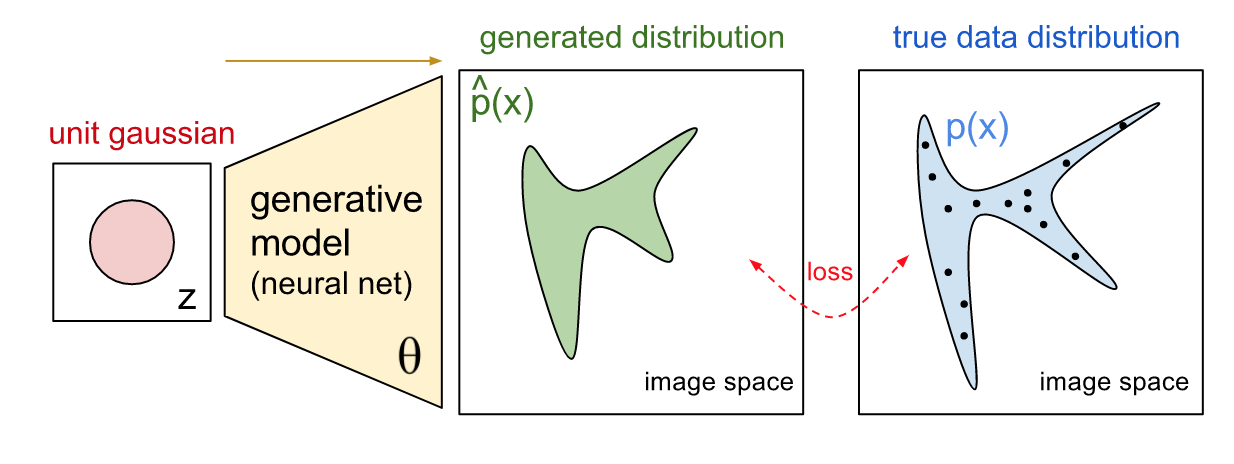 unit gaussian
z
generative
model
(neural net)
θ
generated distribution
p̂(x)
image space
loss
true data distribution
p(x)
image space